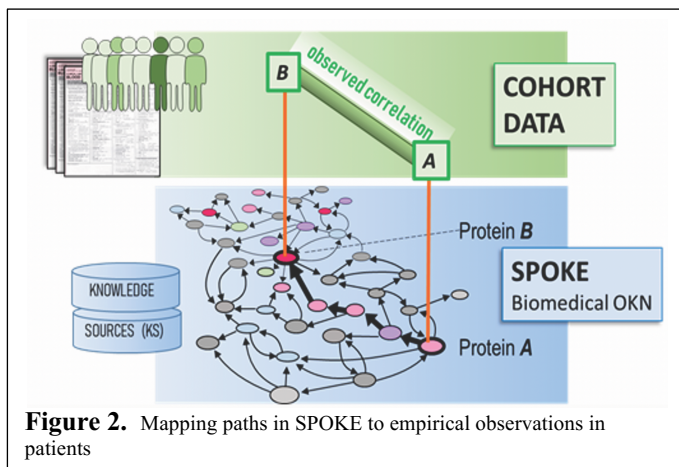 B
observed correlation
A
COHORT
DATA
Protein B
SPOKE
Biomedical OKN
KNOWLEDGE
SOURCES (KS)
Protein A
Figure 2. Mapping paths in SPOKE to empirical observations in
patients